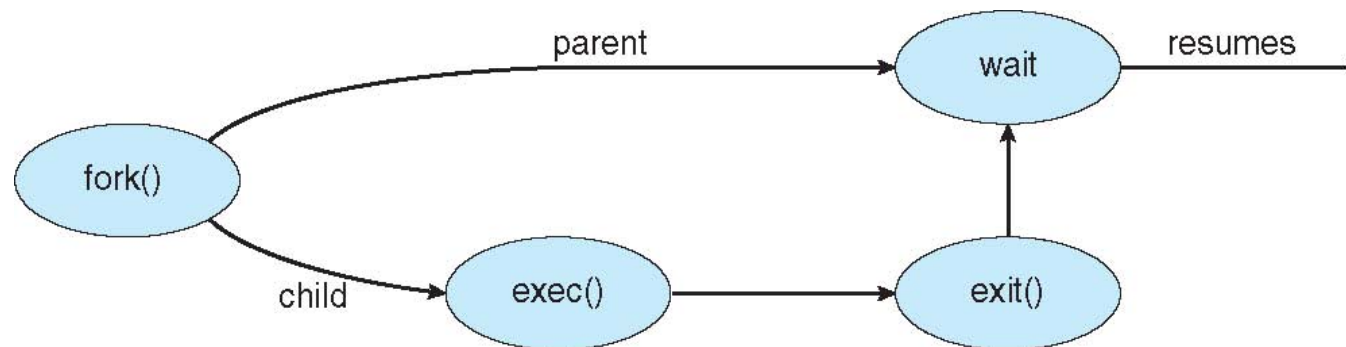 parent
wait
resumes
fork()
child
exec()
exit()